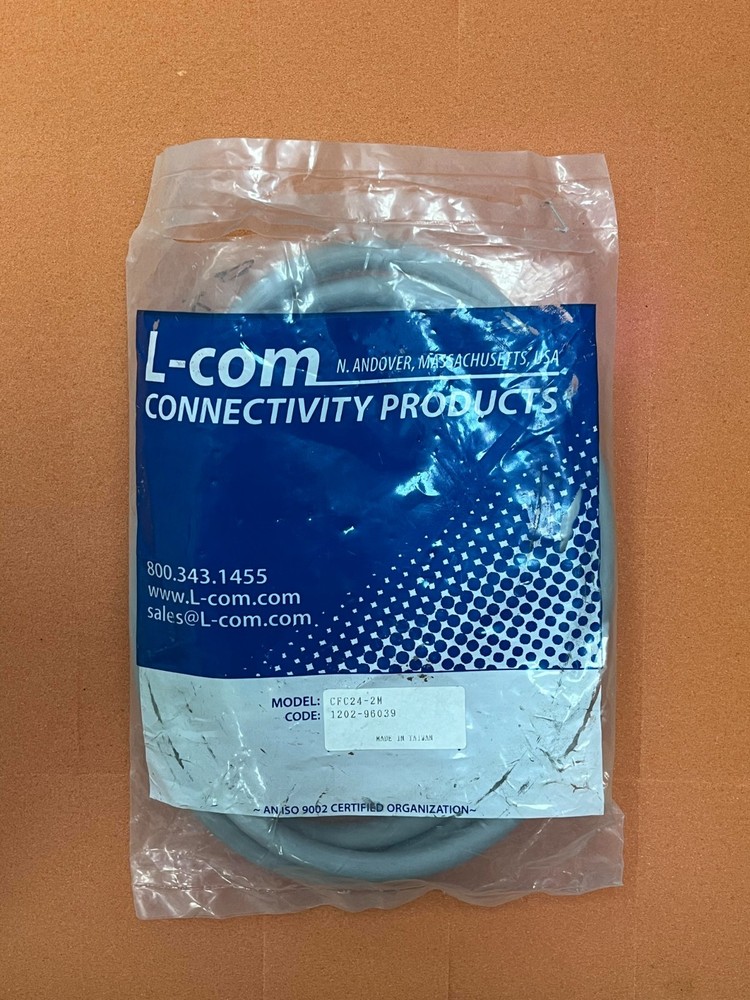 L-com N. ANDOVER, MASSACHUSETTS, USA
CONNECTIVITY PRODUCTS
800.343.1455
www.L-com.com
sales@L-com.com
MODEL: CFC24-2M
CODE: 1202-96039
MADE IN TAIWAN
~ AN ISO 9002 CERTIFIED ORGANIZATION~